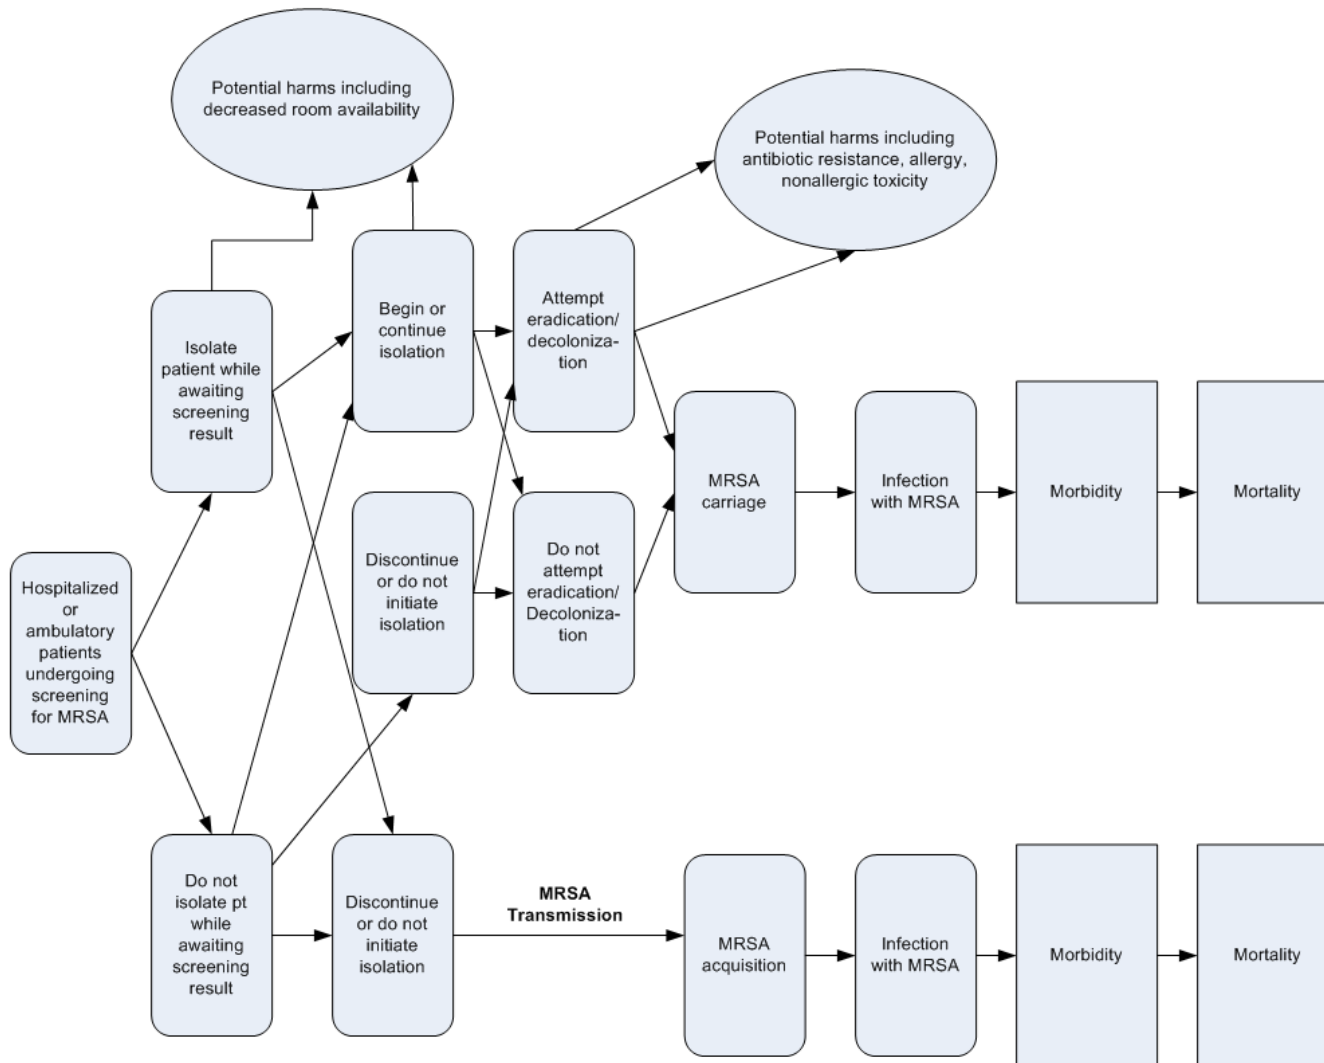 Potential harms including
decreased room availability
Potential harms including
antibiotic resistance, allergy,
nonallergic toxicity
Isolate
patient while
awaiting
screening
result
Begin or
continue
isolation
Attempt
eradication/
decoloniza-
tion
Hospitalized
or
ambulatory
patients
undergoing
screening
for MRSA
Discontinue
or do not
initiate
isolation
Do not
attempt
eradication/
Decoloniza-
tion
MRSA
carriage
Infection
with MRSA
Morbidity
Mortality
Do not
isolate pt
while
awaiting
screening
result
Discontinue
or do not
initiate
isolation
MRSA
Transmission
MRSA
acquisition
Infection
with MRSA
Morbidity
Mortality